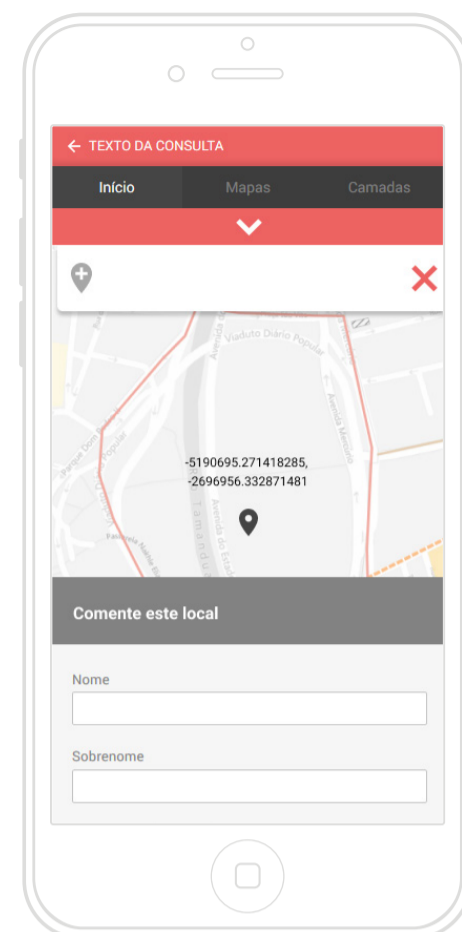 TEXTO DA CONSULTA
Início
Mapas
Camadas
Viaduto Diário Popular
Avenida Mercúrio
-5190695.271418285,
-2696956.332871481
Avenida do Estado
Comente este local
Nome
Sobrenome